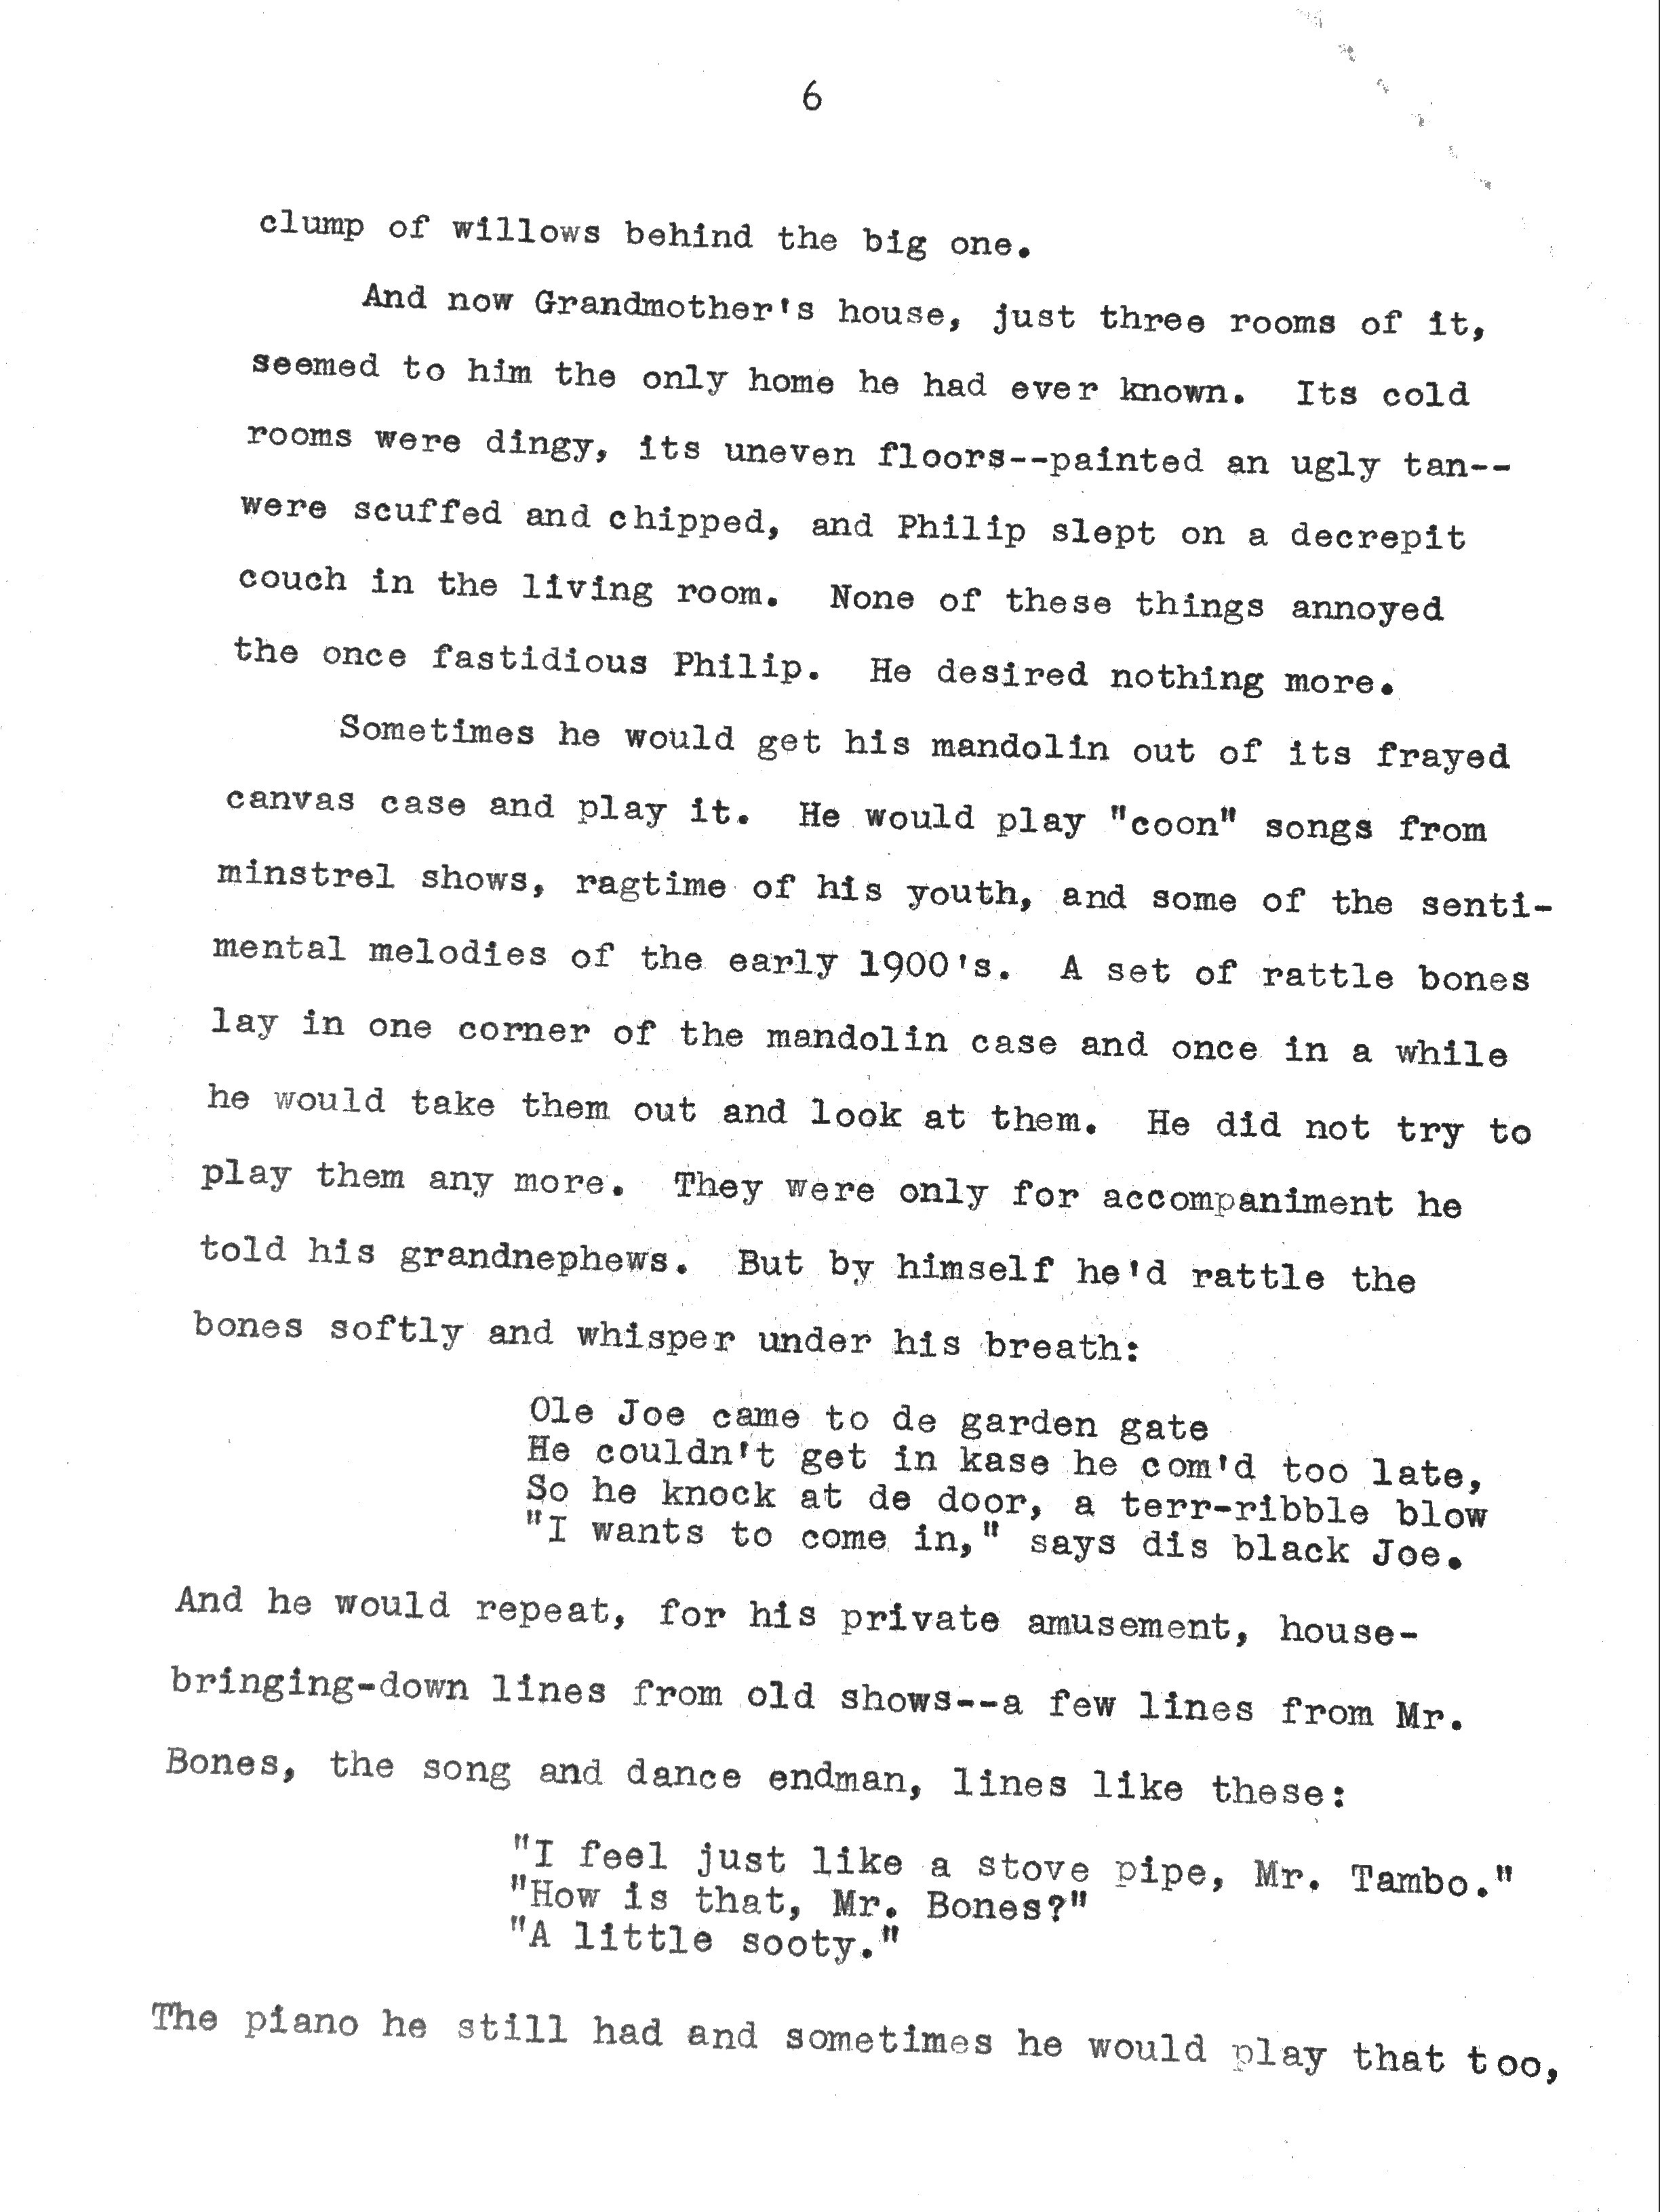 6
clump of willows behind the big one.
And now Grandmother's house, just three rooms of it,
seemed to him the only home he had ever known. Its cold
rooms were dingy, its uneven floors--painted an ugly tan--
were scuffed and chipped, and Philip slept on a decrepit
couch in the living room. None of these things annoyed
the once fastidious Philip. He desired nothing more.
Sometimes he would get his mandolin out of its frayed
canvas case and play it. He would play "coon" songs from
minstrel shows, ragtime of his youth, and some of the senti-
mental melodies of the early 1900's. A set of rattle bones
lay in one corner of the mandolin case and once in a while
he would take them out and look at them. He did not try to
play them any more. They were only for accompaniment he
told his grandnephews. But by himself he'd rattle the
bones softly and whisper under his breath:
Ole Joe came to de garden gate
He couldn't get in kase he com'd too late,
So he knock at de door, a terr-ribble blow
"I wants to come in," says dis black Joe.
And he would repeat, for his private amusement, house-
bringing-down lines from old shows--a few lines from Mr.
Bones, the song and dance endman, lines like these:
"I feel just like a stove pipe, Mr. Tambo."
"How is that, Mr. Bones?"
"A little sooty."
The piano he still had and sometimes he would play that too,